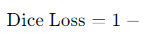 Dice Loss = 1 −